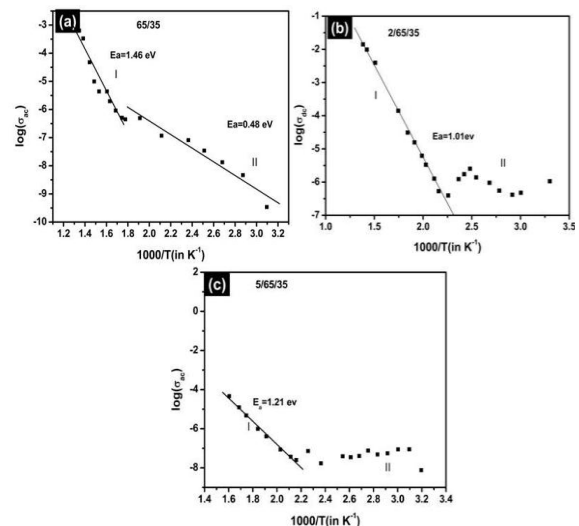 (a)
65/35
Ea=1.46 eV
I
Ea=0.48 eV
II
log(σac)
-3
-4
-5
-6
-7
-8
-9
-10
1.2 1.4 1.6 1.8 2.0 2.2 2.4 2.6 2.8 3.0 3.2
1000/T(in K-1)
(b)
2/65/35
I
Ea=1.01ev
II
log(σdc)
0
-1
-2
-3
-4
-5
-6
-7
1.0 1.5 2.0 2.5 3.0 3.5
1000/T(in K-1)
(c)
5/65/35
Ea=1.21 ev
I
II
log(σac)
2
0
-2
-4
-6
-8
1.4 1.6 1.8 2.0 2.2 2.4 2.6 2.8 3.0 3.2 3.4
1000/T(in K-1)